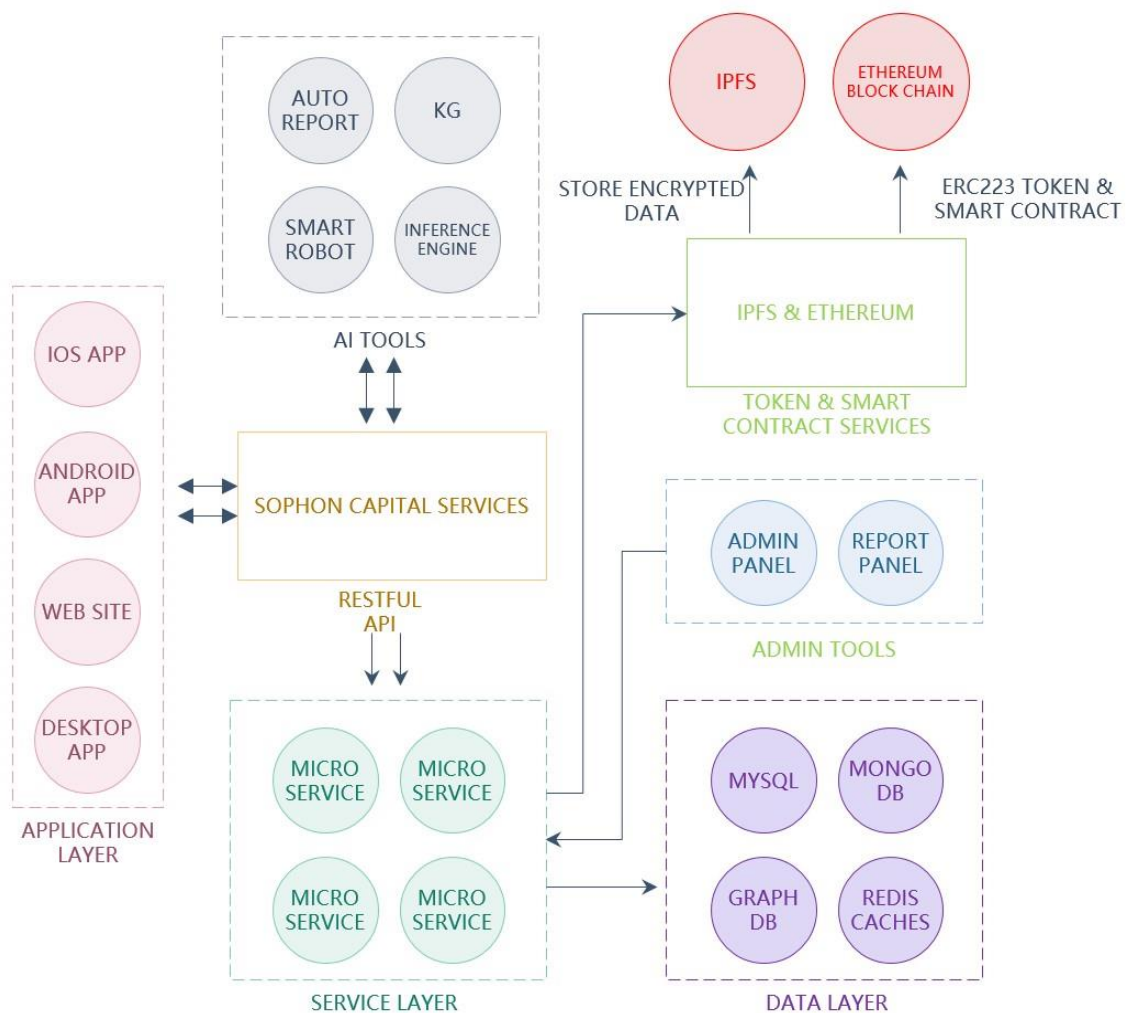 AUTO
REPORT
KG
SMART
ROBOT
INFERENCE
ENGINE
AI TOOLS
IPFS
ETHEREUM
BLOCK CHAIN
STORE ENCRYPTED
DATA
ERC223 TOKEN &
SMART CONTRACT
IPFS & ETHEREUM
TOKEN & SMART
CONTRACT SERVICES
IOS APP
ANDROID
APP
WEB SITE
DESKTOP
APP
APPLICATION
LAYER
SOPHON CAPITAL SERVICES
RESTFUL
API
ADMIN
PANEL
REPORT
PANEL
ADMIN TOOLS
MICRO
SERVICE
MICRO
SERVICE
MICRO
SERVICE
MICRO
SERVICE
SERVICE LAYER
MYSQL
MONGO
DB
GRAPH
DB
REDIS
CACHES
DATA LAYER